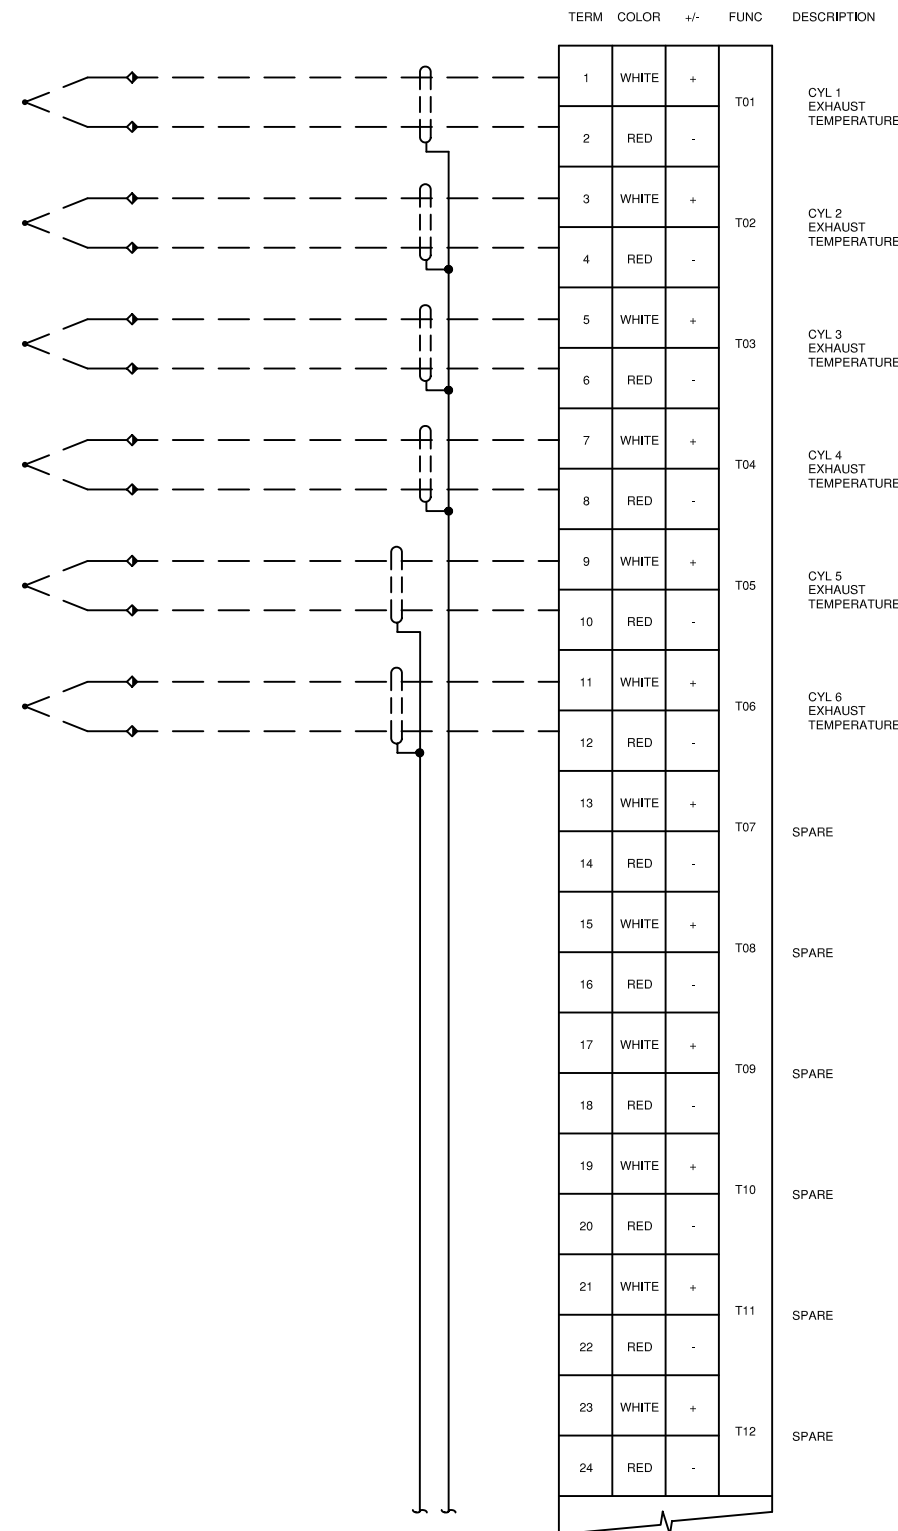 TERM COLOR +/- FUNC DESCRIPTION
1 WHITE +
T01
CYL 1
EXHAUST
TEMPERATURE
2 RED -
3 WHITE +
T02
CYL 2
EXHAUST
TEMPERATURE
4 RED -
5 WHITE +
T03
CYL 3
EXHAUST
TEMPERATURE
6 RED -
7 WHITE +
T04
CYL 4
EXHAUST
TEMPERATURE
8 RED -
9 WHITE +
T05
CYL 5
EXHAUST
TEMPERATURE
10 RED -
11 WHITE +
T06
CYL 6
EXHAUST
TEMPERATURE
12 RED -
13 WHITE +
T07 SPARE
14 RED -
15 WHITE +
T08 SPARE
16 RED -
17 WHITE +
T09 SPARE
18 RED -
19 WHITE +
T10 SPARE
20 RED -
21 WHITE +
T11 SPARE
22 RED -
23 WHITE +
T12 SPARE
24 RED -